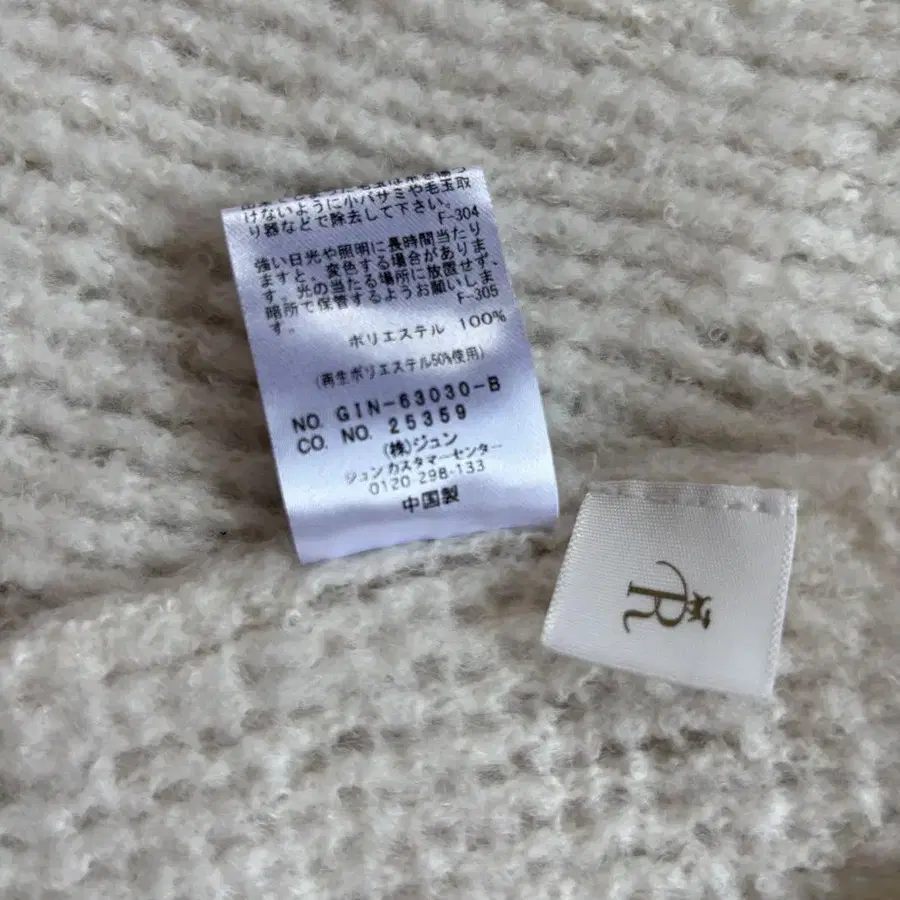 けないように小バサミや毛玉取
り器などで除去して下さい。
F-304
強い日光や照明に長時間当たり
ますと、変色する場合がありま
す。光の当たる場所に放置せず、
暗所で保管するようお願いしま
す。
F-305
ポリエステル 100%
(再生ポリエステル50%使用)
NO. GIN-63030-B
CO. NO. 25359
(株)ジュン
ジュン カスタマーセンター
0120-298-133
中国製
R